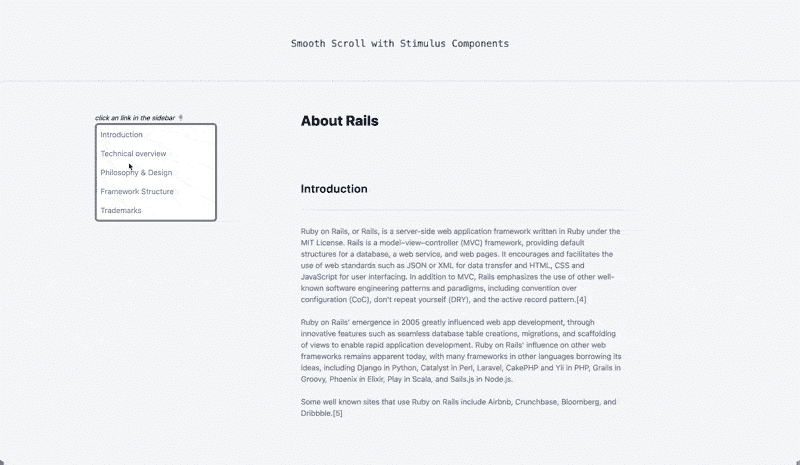 Smooth Scroll with Stimulus Components
click an link in the sidebar
Introduction
Technical overview
Philosophy & Design
Framework Structure
Trademarks
About Rails
Introduction
Ruby on Rails, or Rails, is a server-side web application framework written in Ruby under the
MIT License. Rails is a model–view–controller (MVC) framework, providing default
structures for a database, a web service, and web pages. It encourages and facilitates the
use of web standards such as JSON or XML for data transfer and HTML, CSS and
JavaScript for user interfacing. In addition to MVC, Rails emphasizes the use of other well-
known software engineering patterns and paradigms, including convention over
configuration (CoC), don't repeat yourself (DRY), and the active record pattern.[4]
Ruby on Rails' emergence in 2005 greatly influenced web app development, through
innovative features such as seamless database table creations, migrations, and scaffolding
of views to enable rapid application development. Ruby on Rails' influence on other web
frameworks remains apparent today, with many frameworks in other languages borrowing its
ideas, including Django in Python, Catalyst in Perl, Laravel, CakePHP and Yii in PHP, Grails in
Groovy, Phoenix in Elixir, Play in Scala, and Sails.js in Node.js.
Some well known sites that use Ruby on Rails include Airbnb, Crunchbase, Bloomberg, and
Dribbble.[5]